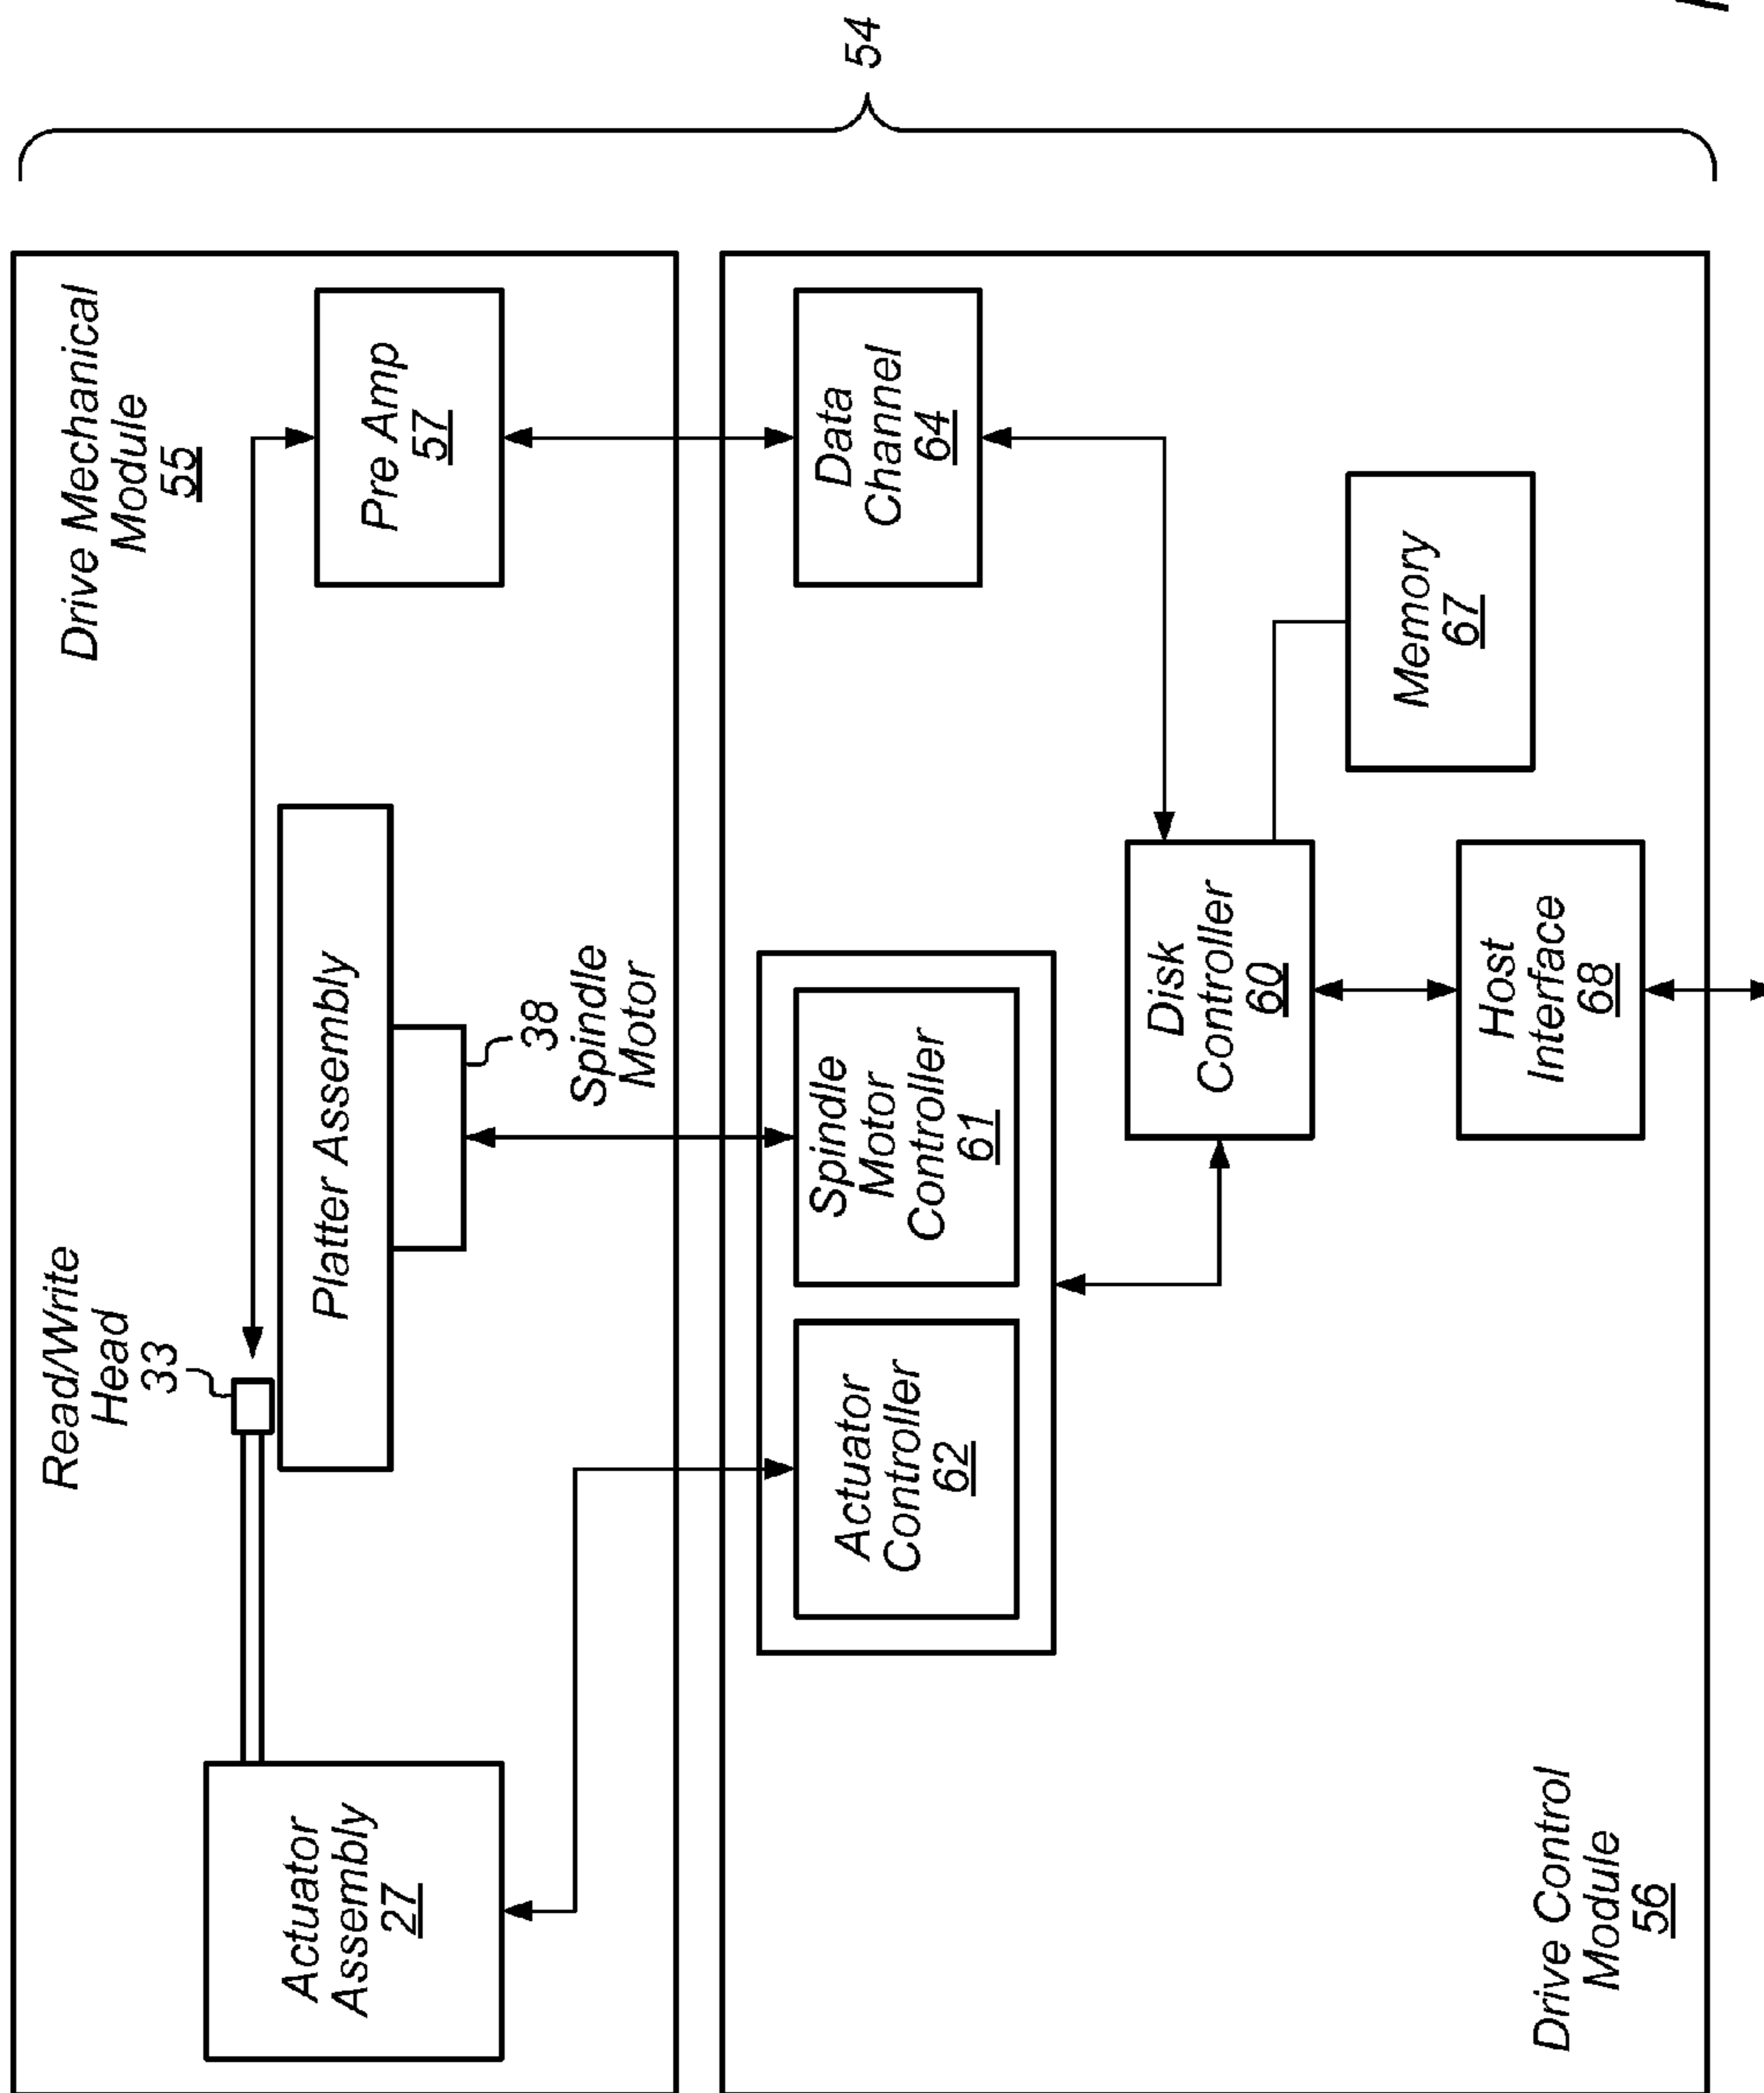 54
Drive Mechanical
Module
55
Read/Write
Head
33
Actuator
Assembly
27
Platter Assembly
Pre Amp
57
38
Spindle
Motor
Actuator
Controller
62
Spindle
Motor
Controller
61
Data
Channel
64
Disk
Controller
60
Memory
67
Host
Interface
68
Drive Control
Module
56